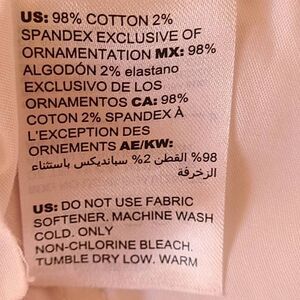 US: 98% COTTON 2%
SPANDEX EXCLUSIVE OF
ORNAMENTATION MX: 98%
ALGODÓN 2% elastano
EXCLUSIVO DE LOS
ORNAMENTOS CA: 98%
COTON 2% SPANDEX À
L'EXCEPTION DES
ORNEMENTS AE/KW:
98% القطن 2% سبانديكس باستثناء
الزخرفة
US: DO NOT USE FABRIC
SOFTENER. MACHINE WASH
COLD. ONLY
NON-CHLORINE BLEACH.
TUMBLE DRY LOW. WARM